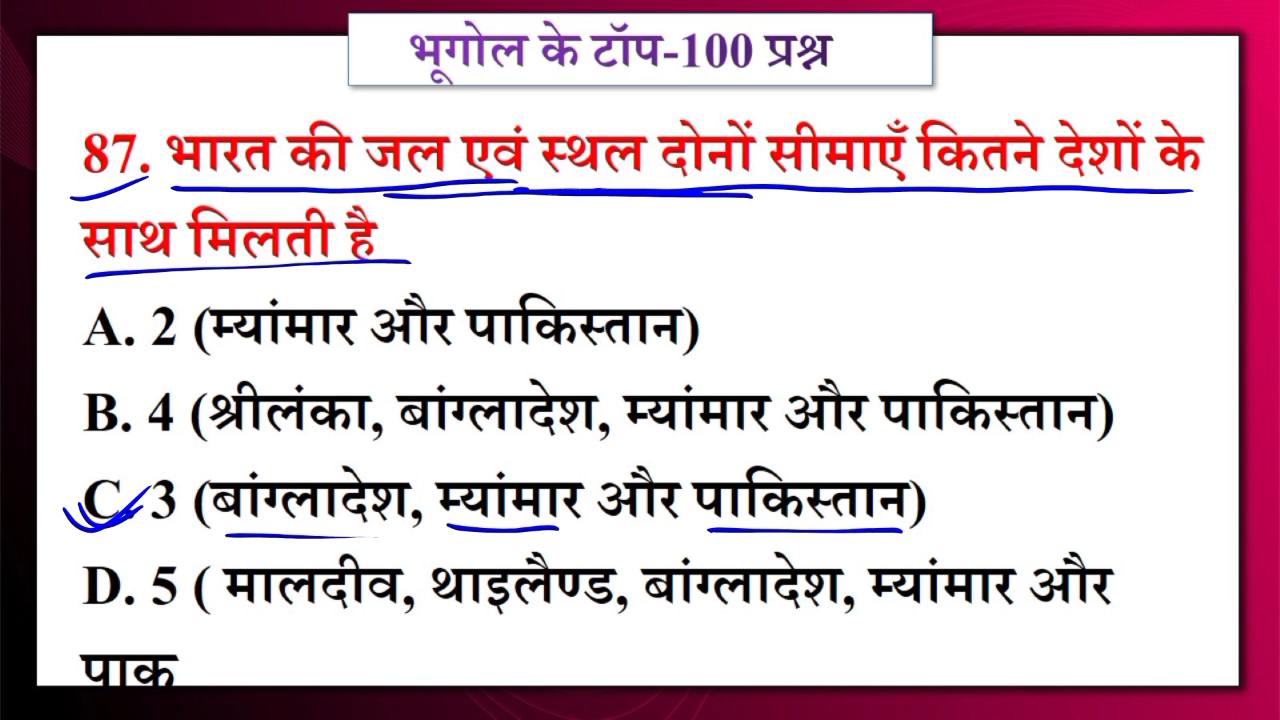 भूगोल के टॉप-100 प्रश्न
87. भारत की जल एवं स्थल दोनों सीमाएँ कितने देशों के
साथ मिलती है
A. 2 (म्यांमार और पाकिस्तान)
B. 4 (श्रीलंका, बांग्लादेश, म्यांमार और पाकिस्तान)
C. 3 (बांग्लादेश, म्यांमार और पाकिस्तान)
D. 5 ( मालदीव, थाइलैण्ड, बांग्लादेश, म्यांमार और
पाक